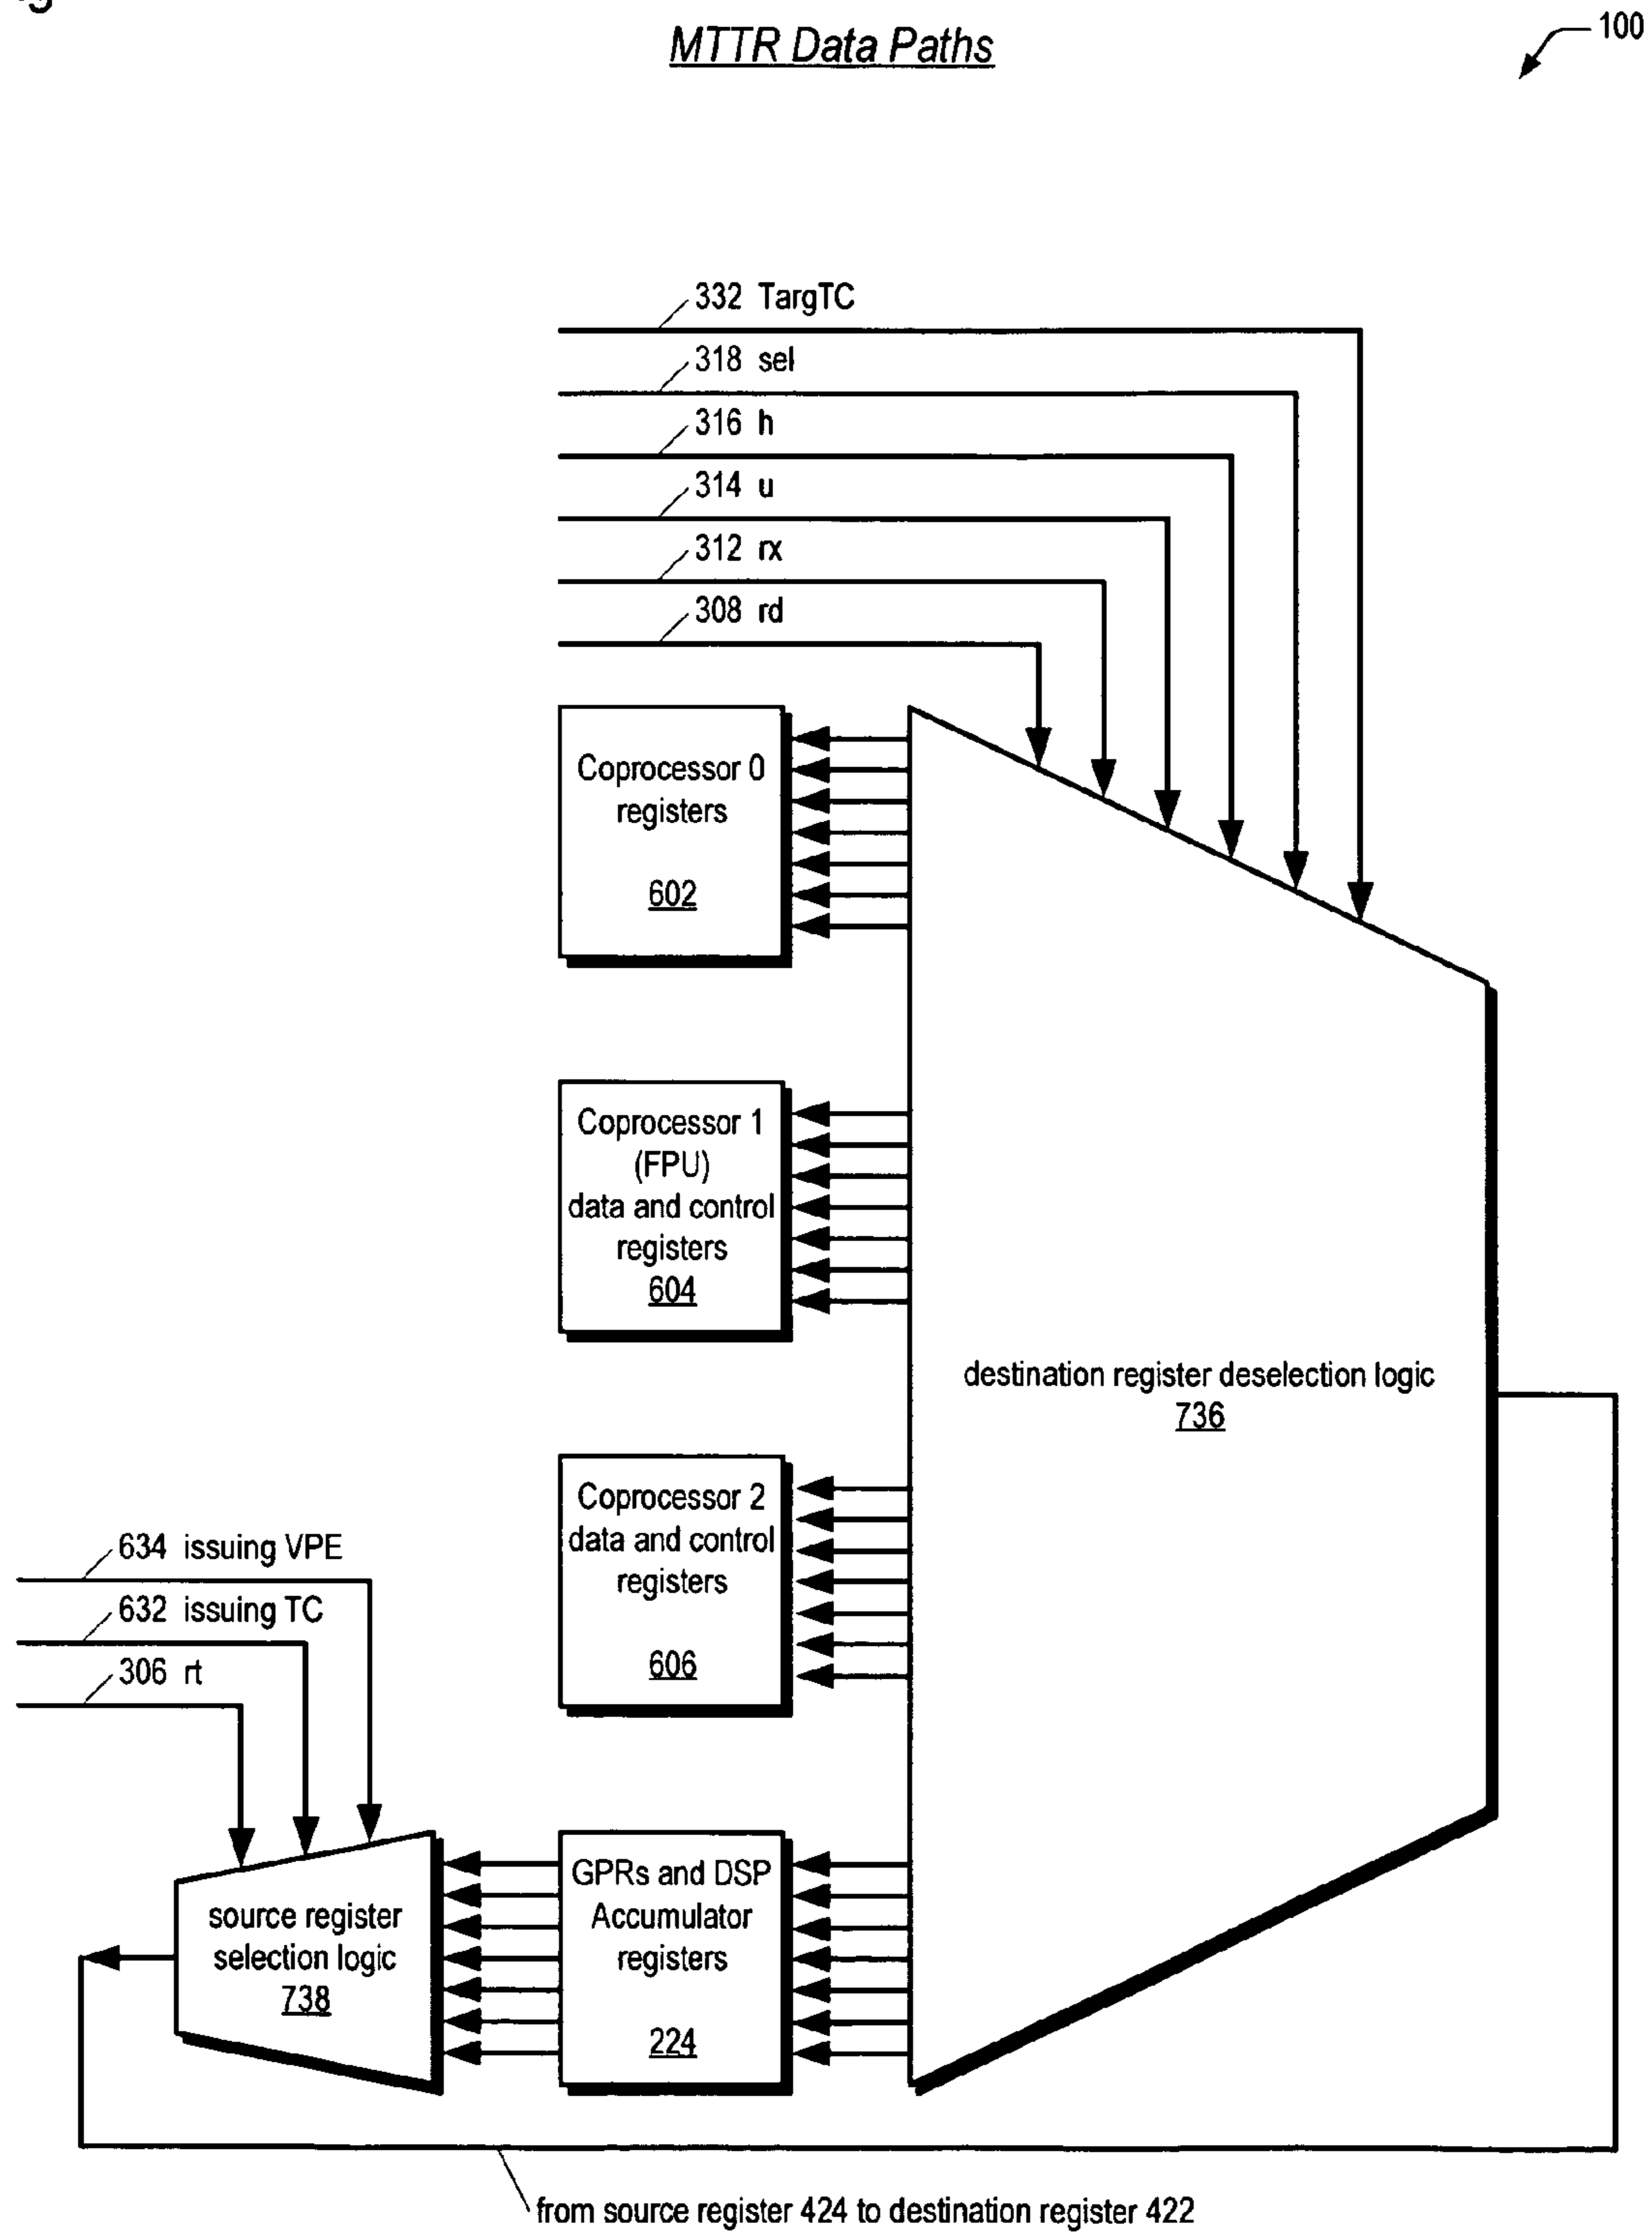 MTTR Data Paths
100
332 TargTC
318 sel
316 h
314 u
312 rx
308 rd
Coprocessor 0
registers
602
Coprocessor 1
(FPU)
data and control
registers
604
destination register deselection logic
736
Coprocessor 2
data and control
registers
606
634 issuing VPE
632 issuing TC
306 rt
GPRs and DSP
Accumulator
registers
224
source register
selection logic
738
from source register 424 to destination register 422